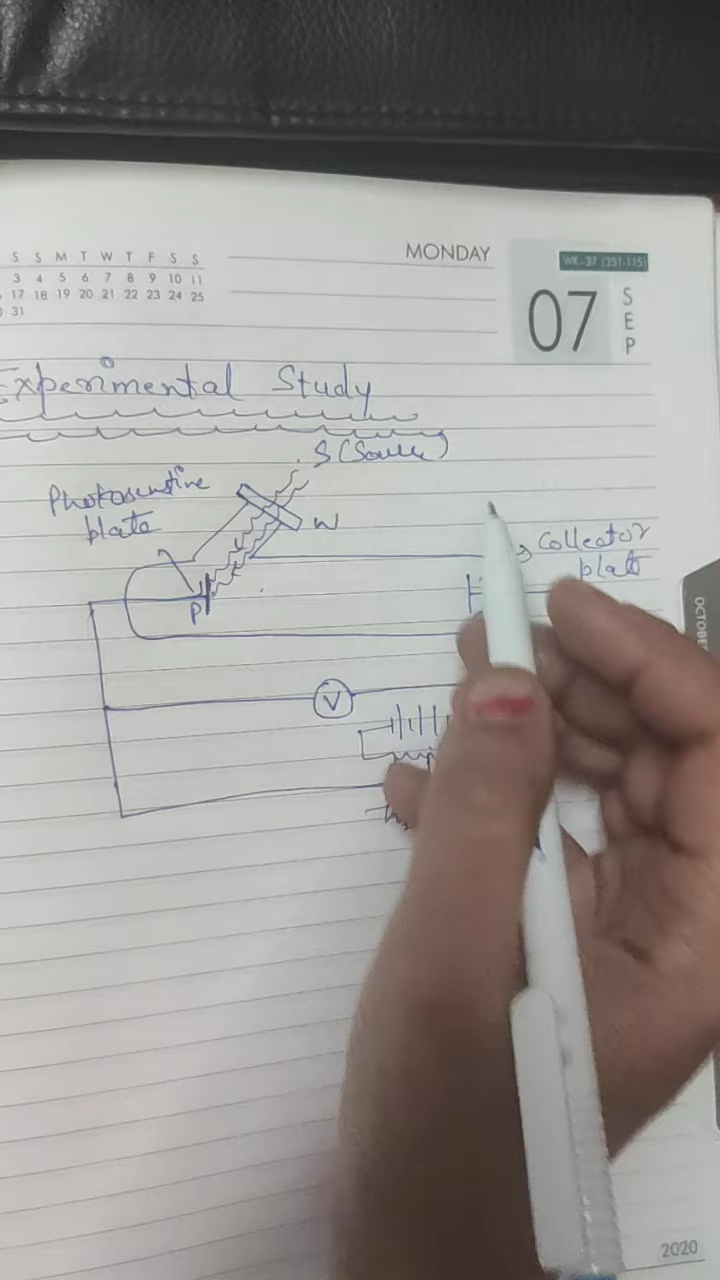 S S M T W T F S S
3 4 5 6 7 8 9 10 11
17 18 19 20 21 22 23 24 25
31
MONDAY
WK-37 (251-115)
07
SEP
Experimental Study
S (Source)
Photosensitive
plate
W
Collector
plate
P
V
OCTOBER
2020